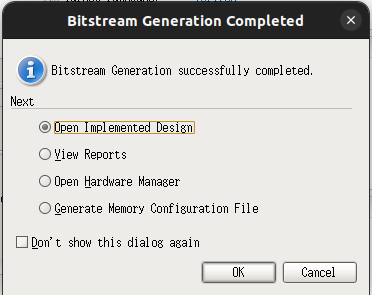 Bitstream Generation Completed
Bitstream Generation successfully completed.
Next
Open Implemented Design
View Reports
Open Hardware Manager
Generate Memory Configuration File
Don't show this dialog again
OK
Cancel